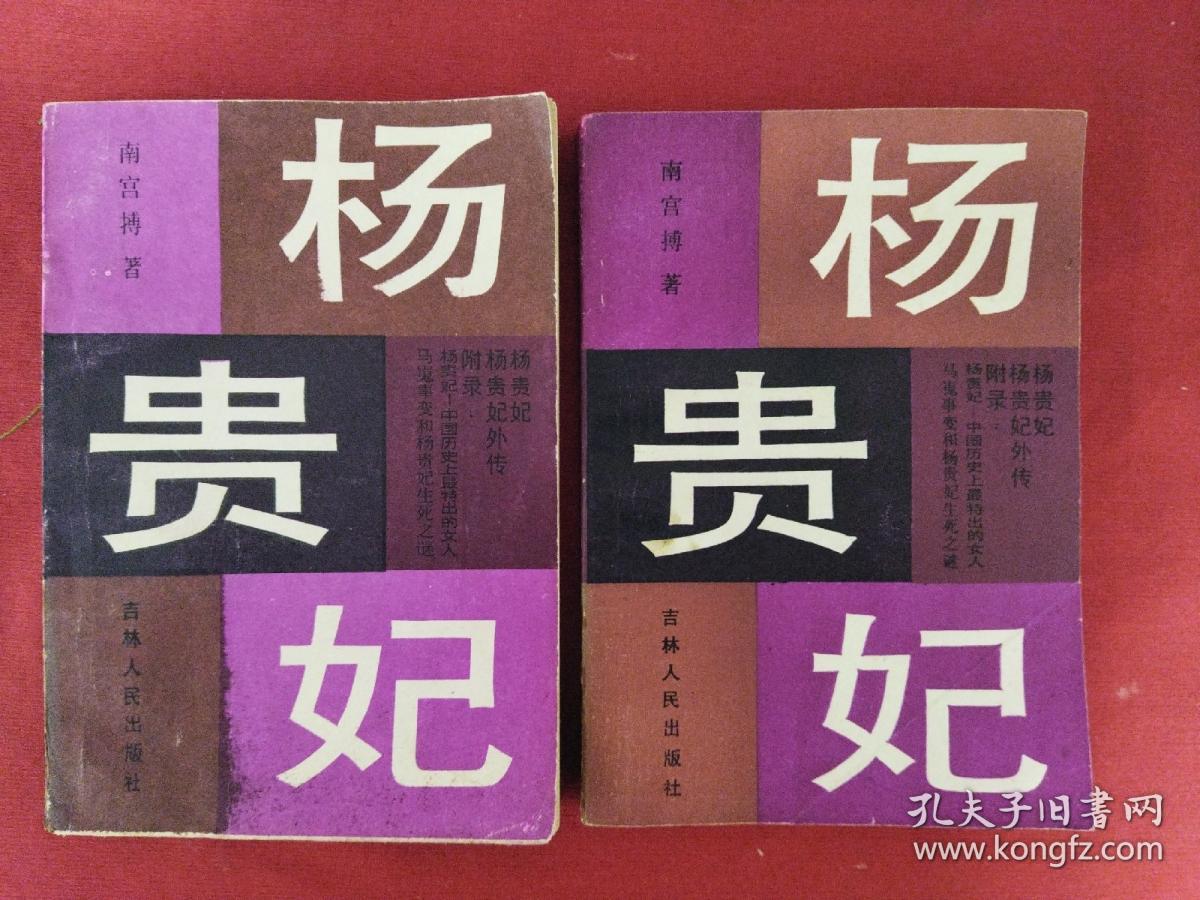 南宫搏 著
杨
贵
妃
杨贵妃
杨贵妃外传
附录：
杨贵妃—中国历史上最特出的女人
马嵬事变和杨贵妃生死之谜
吉林人民出版社
南宫搏 著
杨
贵
妃
杨贵妃
杨贵妃外传
附录：
杨贵妃 中国历史上最特出的女人
马嵬事变和杨贵妃生死之谜
吉林人民出版社
孔夫子旧書网
www.kongfz.com